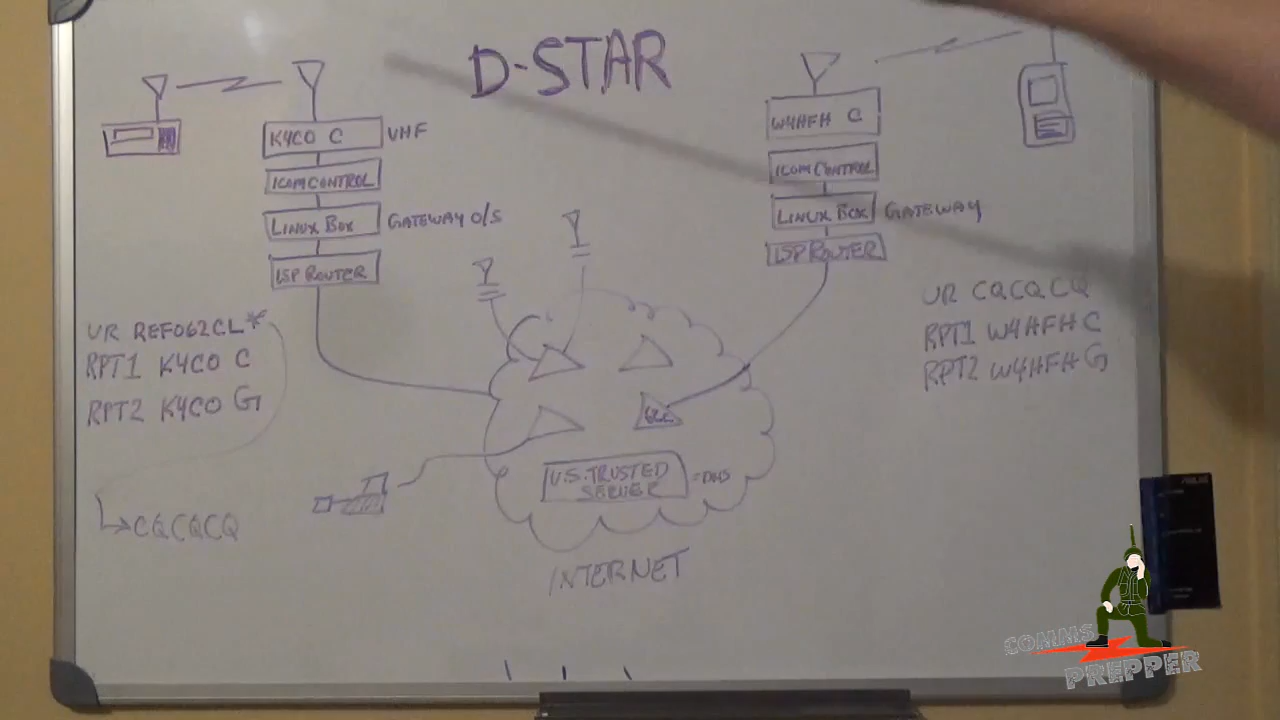 D-STAR
K4CO C
VHF
ICOM CONTROL
LINUX BOX
GATEWAY O/S
ISP ROUTER
UR REF062CL*
RPT1 K4CO C
RPT2 K4CO G
CQCQCQ
W4HFH C
ICOM CONTROL
LINUX BOX
GATEWAY
ISP ROUTER
UR CQCQCQ
RPT1 W4HFH C
RPT2 W4HFH G
U.S. TRUSTED
SERVER
INTERNET
COMMS
PREPPER